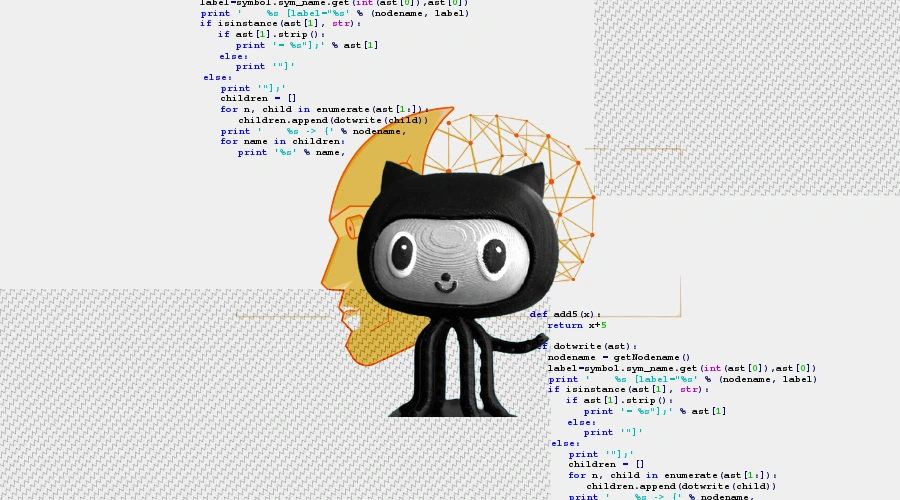 label=symbol.sym_name.get(int(ast[0]),ast[0])
print '    %s [label="%s' % (nodename, label)
if isinstance(ast[1], str):
if ast[1].strip():
print '= %s"];' % ast[1]
else:
print '"]'
else:
print '"];'
children = []
for n, child in enumerate(ast[1:]):
children.append(dotwrite(child))
print '    %s -> {' % nodename,
for name in children:
print '%s' % name,
def add5(x):
return x+5
dotwrite(ast):
nodename = getNodename()
label=symbol.sym_name.get(int(ast[0]),ast[0])
print '    %s [label="%s' % (nodename, label)
if isinstance(ast[1], str):
if ast[1].strip():
print '= %s"];' % ast[1]
else:
print '"]'
else:
print '"];'
children = []
for n, child in enumerate(ast[1:]):
children.append(dotwrite(child))
print '    %s -> {' % nodename,